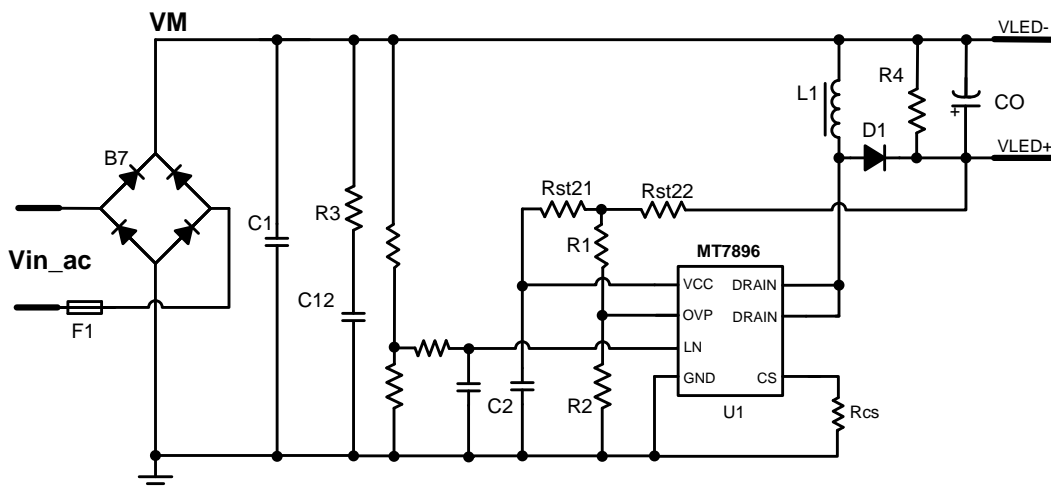 VM
VLED-
R4
L1
CO
+
D1
VLED+
B7
Rst21
Rst22
R3
C1
R1
MT7896
Vin_ac
VCC
DRAIN
C12
OVP
DRAIN
F1
LN
GND
CS
C2
R2
U1
Rcs